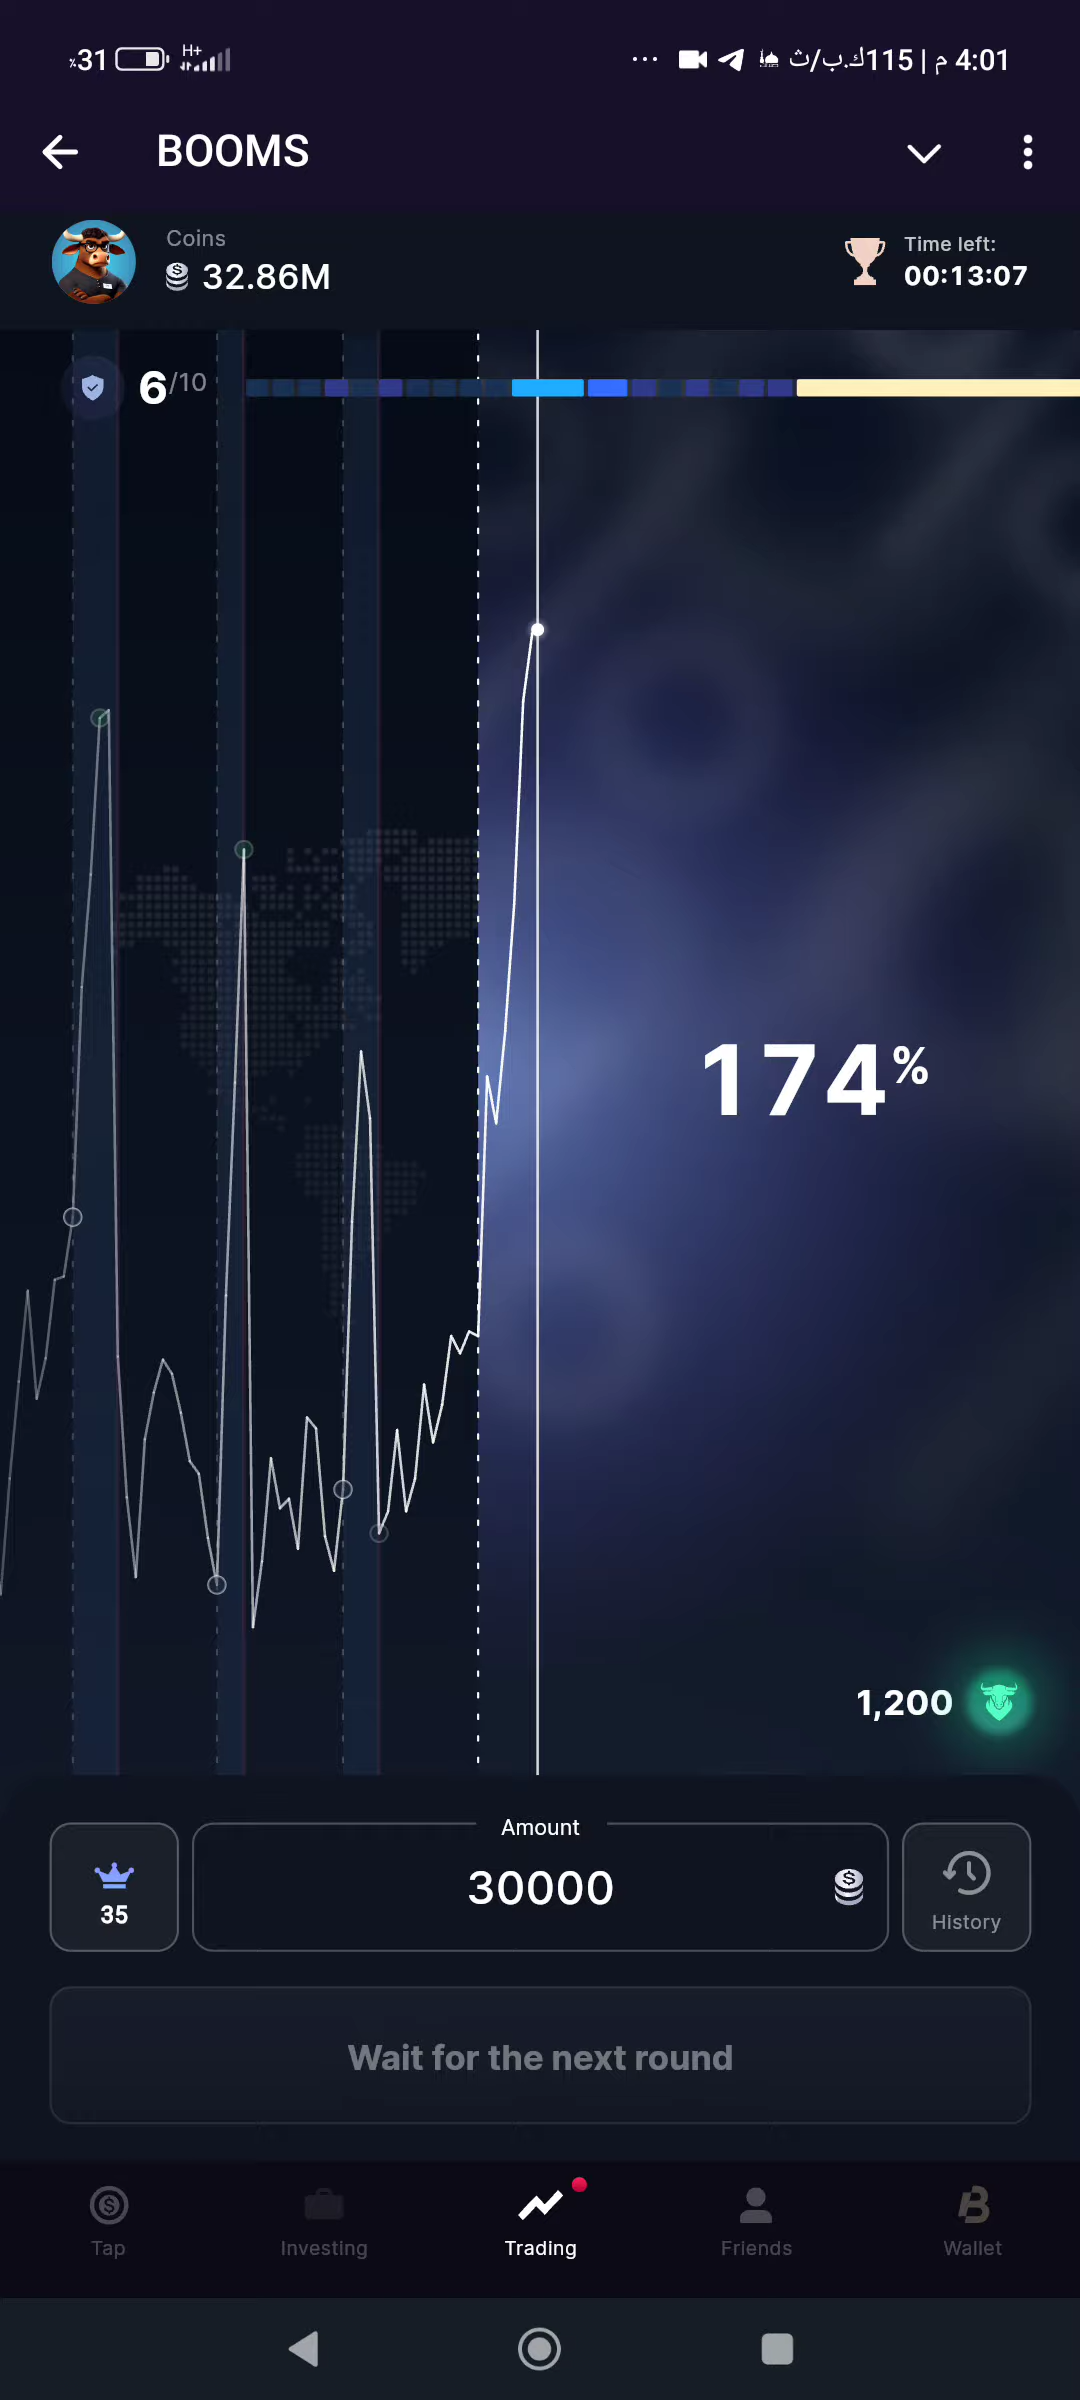 ٪31 H+ ... 115ك.ب/ث | م 4:01
BOOMS
Coins
32.86M
Time left:
00:13:07
6/10
174%
1,200
Amount
30000
35
History
Wait for the next round
Tap
Investing
Trading
Friends
Wallet